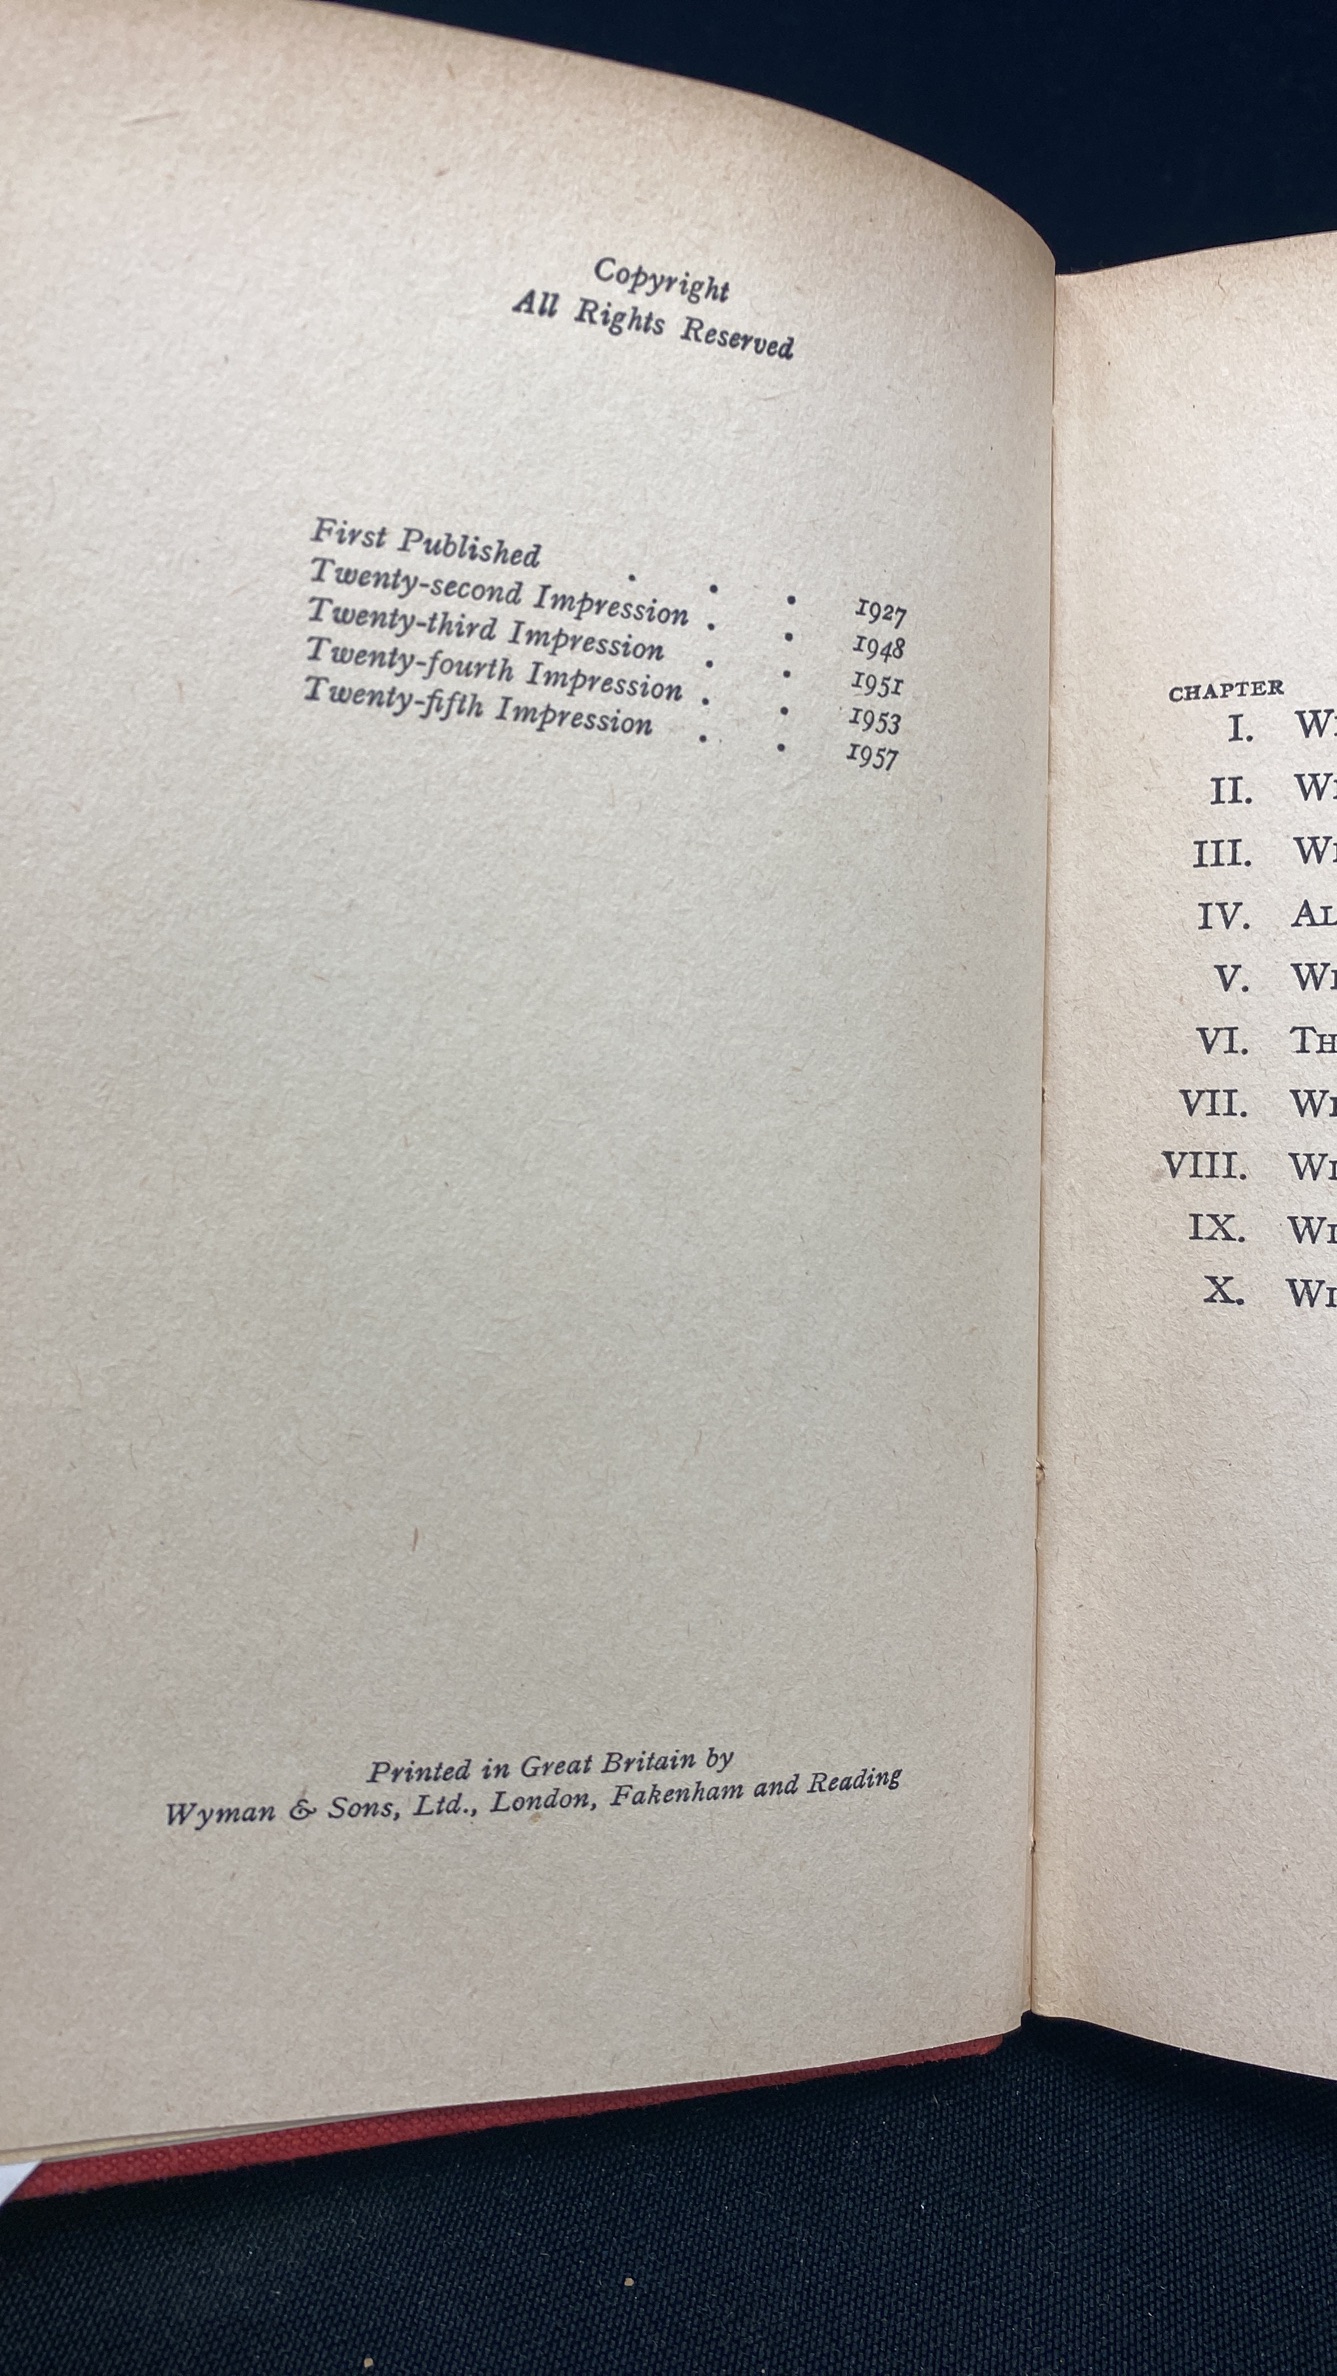 Copyright
All Rights Reserved
First Published . . . 1927
Twenty-second Impression . . 1948
Twenty-third Impression . . 1951
Twenty-fourth Impression . . 1953
Twenty-fifth Impression . . 1957
Printed in Great Britain by
Wyman & Sons, Ltd., London, Fakenham and Reading
CHAPTER
I.
II.
III.
IV.
V.
VI.
VII.
VIII.
IX.
X.